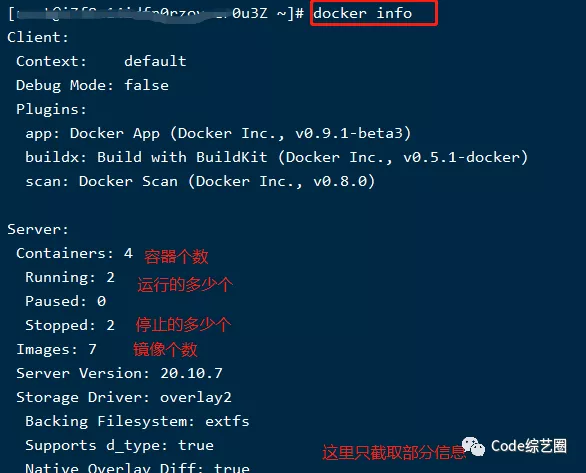 ~]# docker info
Client:
Context: default
Debug Mode: false
Plugins:
app: Docker App (Docker Inc., v0.9.1-beta3)
buildx: Build with BuildKit (Docker Inc., v0.5.1-docker)
scan: Docker Scan (Docker Inc., v0.8.0)
Server:
Containers: 4 容器个数
Running: 2 运行的多少个
Paused: 0
Stopped: 2 停止的多少个
Images: 7 镜像个数
Server Version: 20.10.7
Storage Driver: overlay2
Backing Filesystem: extfs
Supports d_type: true
这里只截取部分信息 Code综艺圈
Native Overlay Diff: true